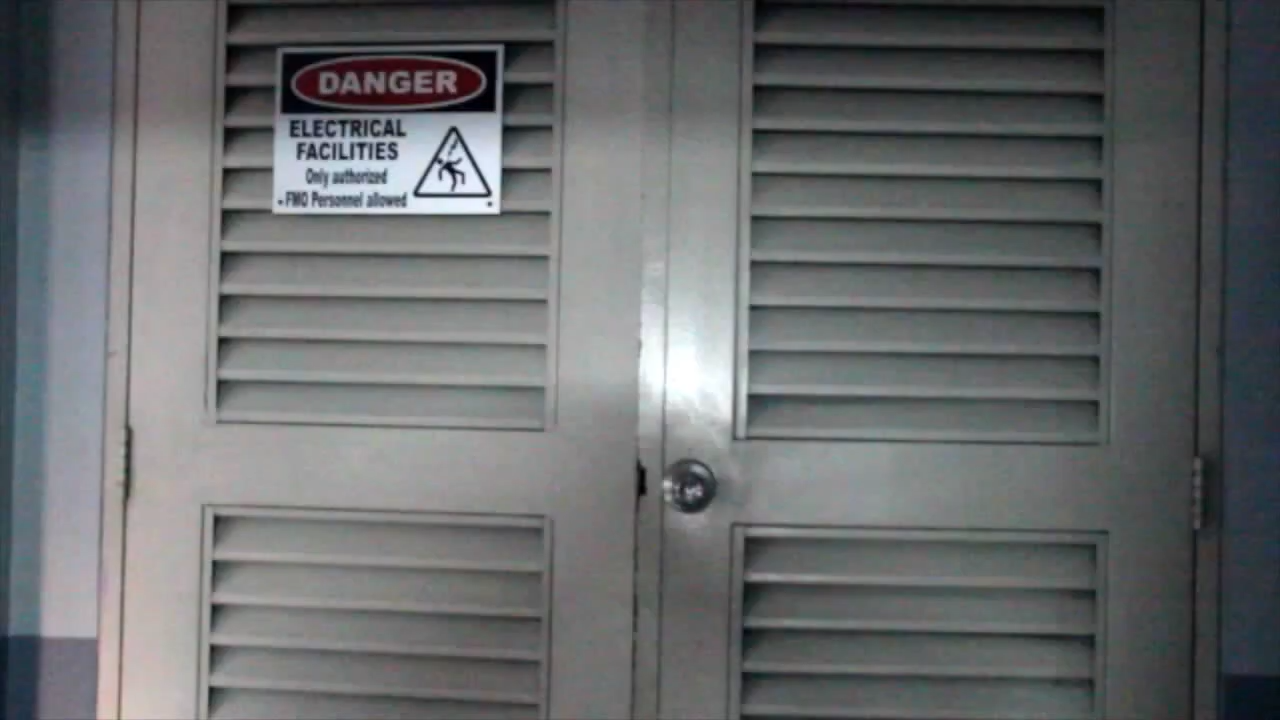 DANGER
ELECTRICAL
FACILITIES
Only authorized
FMO Personnel allowed